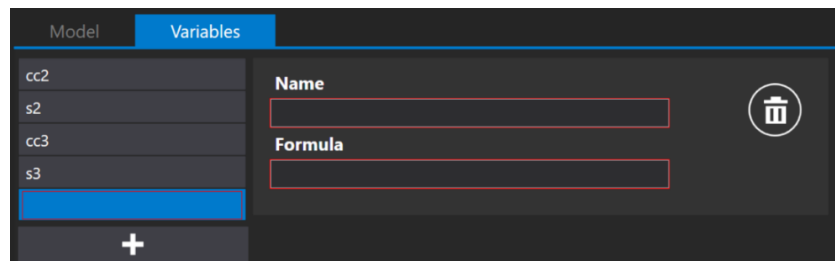 Model Variables
cc2
s2
cc3
s3
Name
Formula